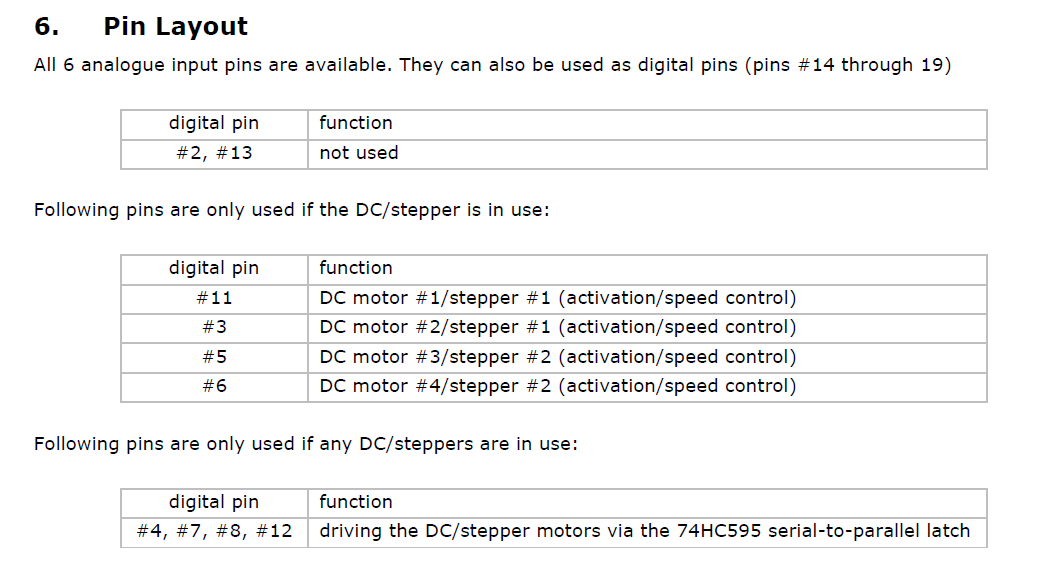 6. Pin Layout
All 6 analogue input pins are available. They can also be used as digital pins (pins #14 through 19)
digital pin function
#2, #13 not used
Following pins are only used if the DC/stepper is in use:
digital pin function
#11 DC motor #1/stepper #1 (activation/speed control)
#3 DC motor #2/stepper #1 (activation/speed control)
#5 DC motor #3/stepper #2 (activation/speed control)
#6 DC motor #4/stepper #2 (activation/speed control)
Following pins are only used if any DC/steppers are in use:
digital pin function
#4, #7, #8, #12 driving the DC/stepper motors via the 74HC595 serial-to-parallel latch